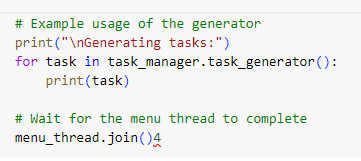 # Example usage of the generator
print("\nGenerating tasks:")
for task in task_manager.task_generator():
    print(task)

# Wait for the menu thread to complete
menu_thread.join()4